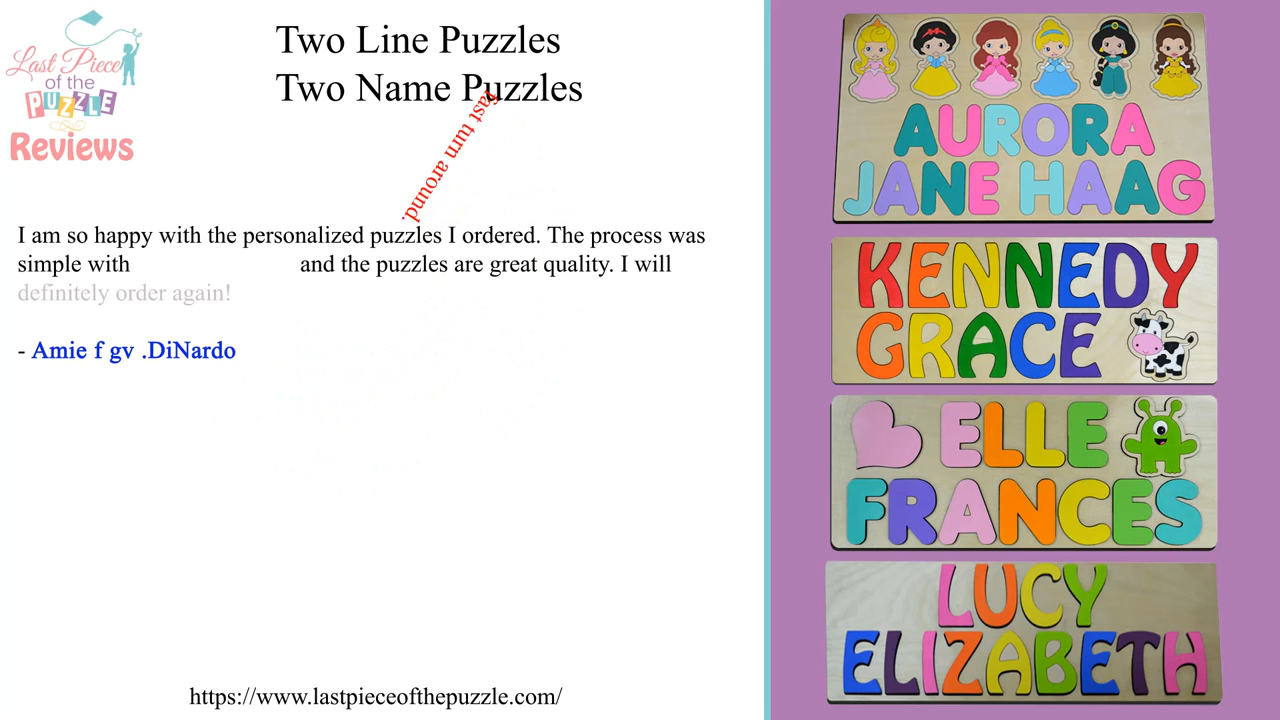 Last Piece
of the
PUZZLE
Reviews
Two Line Puzzles
Two Name Puzzles
fast turn around.
I am so happy with the personalized puzzles I ordered. The process was
simple with and the puzzles are great quality. I will
definitely order again!
- Amie f gv .DiNardo
https://www.lastpieceofthepuzzle.com/
AURORA
JANE HAAG
KENNEDY
GRACE
ELLE
FRANCES
LUCY
ELIZABETH